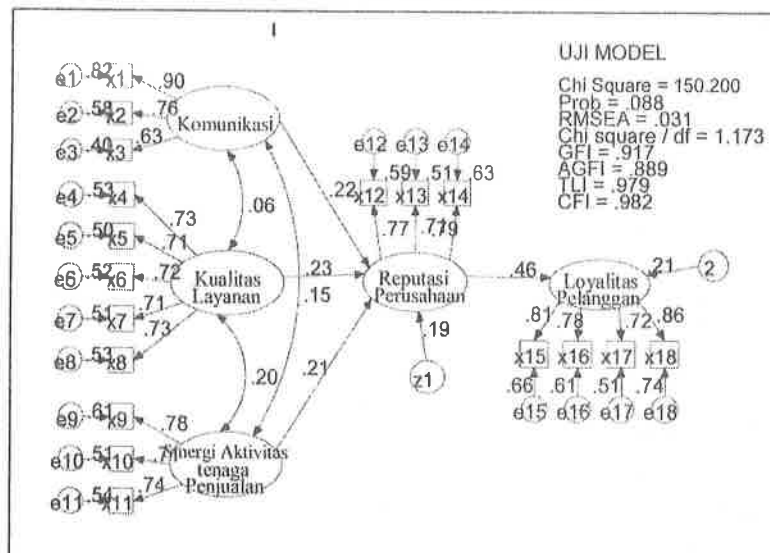 UJI MODEL
Chi Square = 150.200
Prob = .088
RMSEA = .031
Chi square / df = 1.173
GFI = .917
AGFI = .889
TLI = .979
CFI = .982
e1 .82 x1 .90
e2 .58 x2 .76
e3 .40 x3 .63
Komunikasi
e4 .53 x4 .73
e5 .50 x5 .71
e6 .52 x6 .72
e7 .51 x7 .71
e8 .53 x8 .73
Kualitas
Layanan
e9 .61 x9 .78
e10 .51 x10
e11 .54 x11 .74
Sinergi Aktivitas
tenaga
Penjualan
.06
.15
.20
.22
.23
.21
e12 e13 e14
.59 .51 .63
x12 x13 x14
.77 .79
Reputasi
Perusahaan
.19
z1
.46
.21
2
Loyalitas
Pelanggan
.81 .78 .72 .86
x15 x16 x17 x18
.66 .61 .51 .74
e15 e16 e17 e18